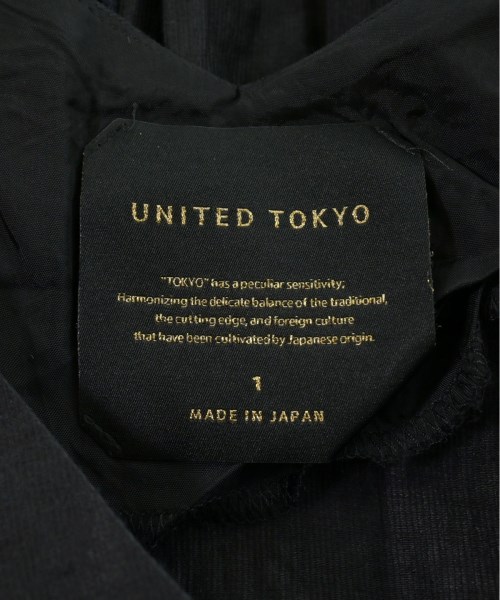 UNITED TOKYO
"TOKYO" has a peculiar sensitivity;
Harmonizing the delicate balance of the traditional,
the cutting edge, and foreign culture
that have been cultivated by Japanese origin.
1
MADE IN JAPAN